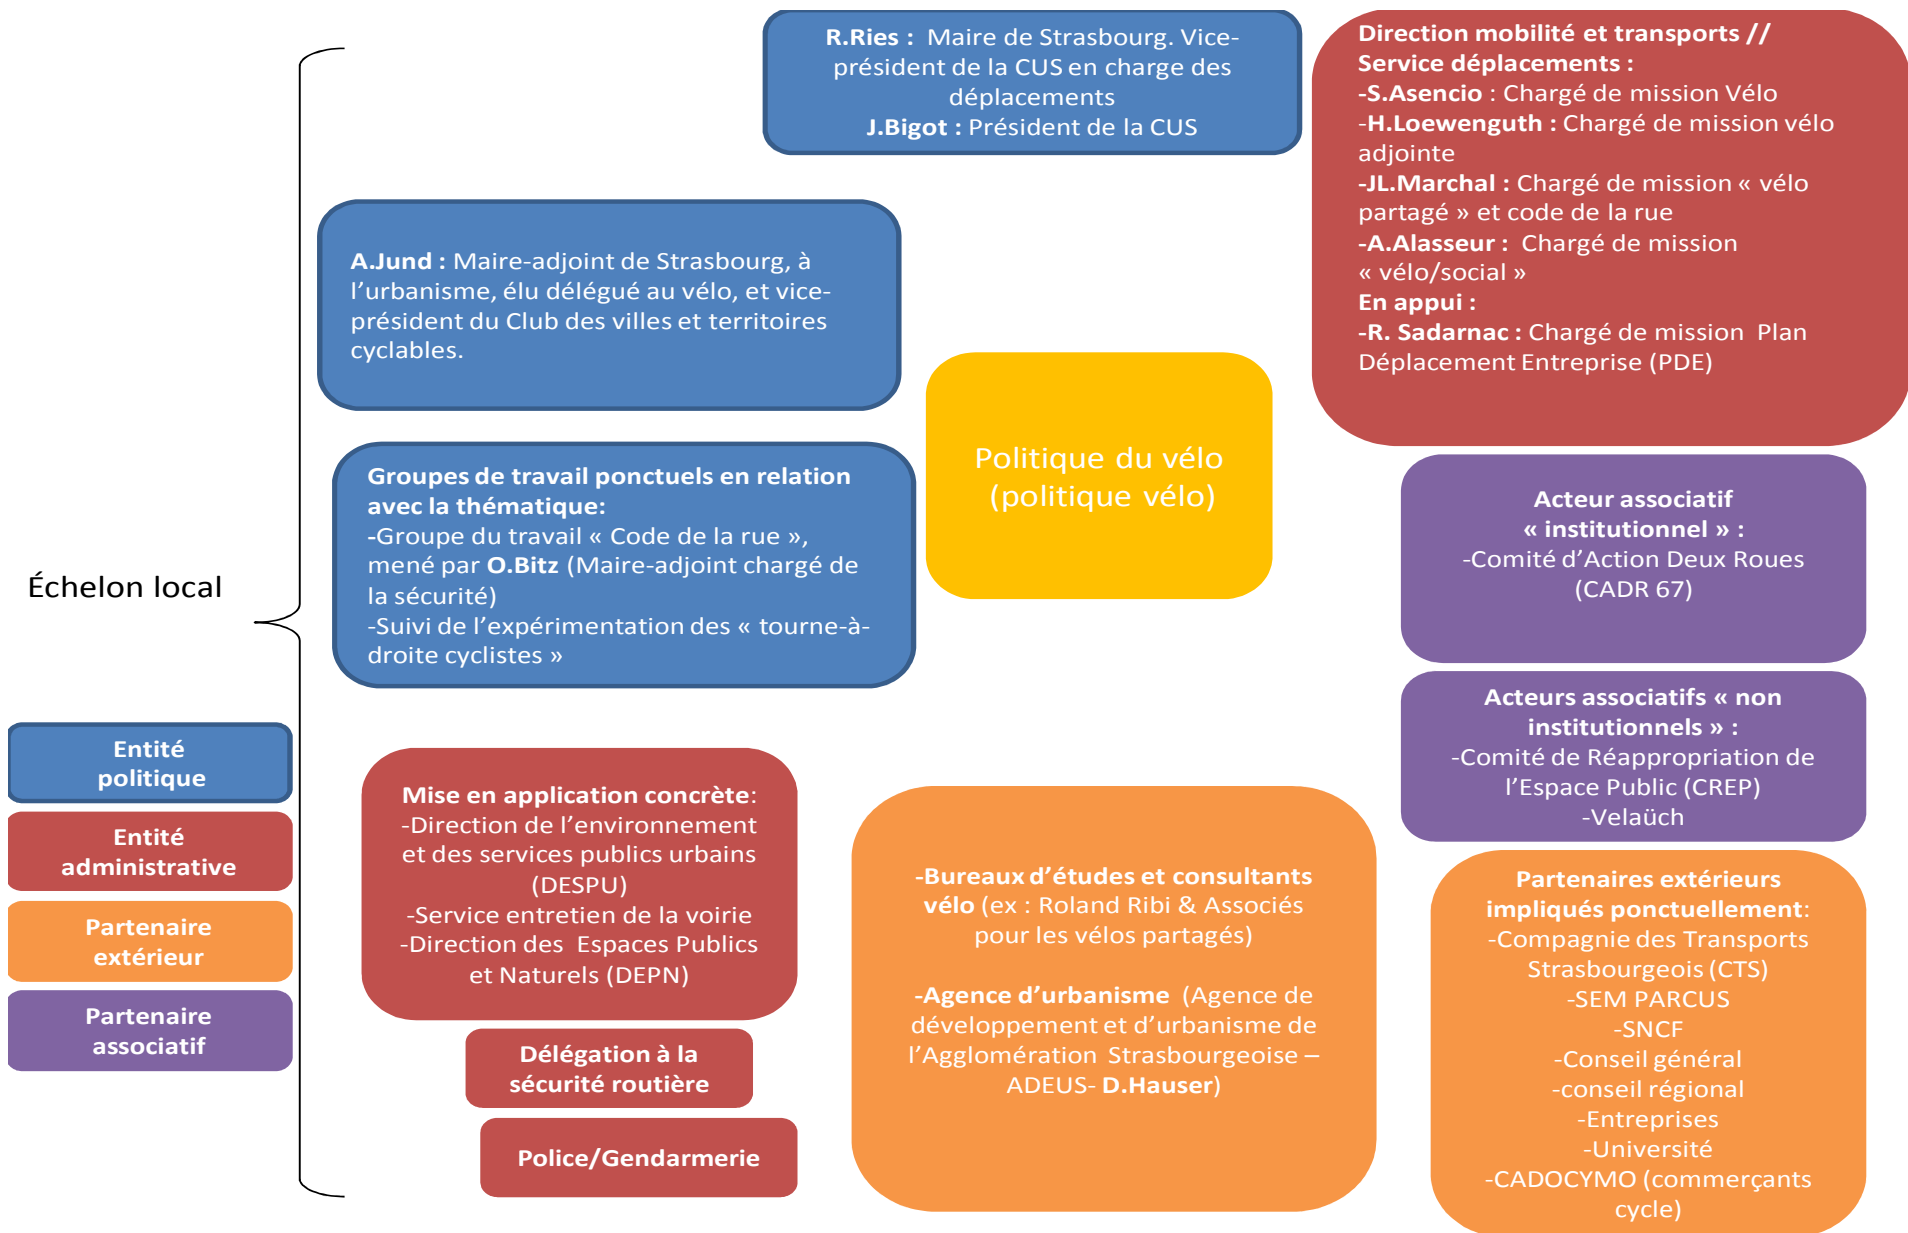 R.Ries : Maire de Strasbourg. Vice-
président de la CUS en charge des
déplacements
J.Bigot : Président de la CUS
Direction mobilité et transports //
Service déplacements :
-S.Asencio : Chargé de mission Vélo
-H.Loewenguth : Chargé de mission vélo
adjointe
-JL.Marchal : Chargé de mission « vélo
partagé » et code de la rue
-A.Alasseur : Chargé de mission
« vélo/social »
En appui :
-R. Sadarnac : Chargé de mission Plan
Déplacement Entreprise (PDE)
A.Jund : Maire-adjoint de Strasbourg, à
l’urbanisme, élu délégué au vélo, et vice-
président du Club des villes et territoires
cyclables.
Politique du vélo
(politique vélo)
Groupes de travail ponctuels en relation
avec la thématique:
-Groupe du travail « Code de la rue »,
mené par O.Bitz (Maire-adjoint chargé de
la sécurité)
-Suivi de l’expérimentation des « tourne-à-
droite cyclistes »
Acteur associatif
« institutionnel » :
-Comité d’Action Deux Roues
(CADR 67)
Échelon local
Acteurs associatifs « non
institutionnels » :
-Comité de Réappropriation de
l’Espace Public (CREP)
-Velaüch
Entité
politique
Entité
administrative
Partenaire
extérieur
Partenaire
associatif
Mise en application concrète:
-Direction de l’environnement
et des services publics urbains
(DESPU)
-Service entretien de la voirie
-Direction des Espaces Publics
et Naturels (DEPN)
Délégation à la
sécurité routière
Police/Gendarmerie
-Bureaux d’études et consultants
vélo (ex : Roland Ribi & Associés
pour les vélos partagés)
-Agence d’urbanisme (Agence de
développement et d’urbanisme de
l’Agglomération Strasbourgeoise –
ADEUS- D.Hauser)
Partenaires extérieurs
impliqués ponctuellement:
-Compagnie des Transports
Strasbourgeois (CTS)
-SEM PARCUS
-SNCF
-Conseil général
-conseil régional
-Entreprises
-Université
-CADOCYMO (commerçants
cycle)